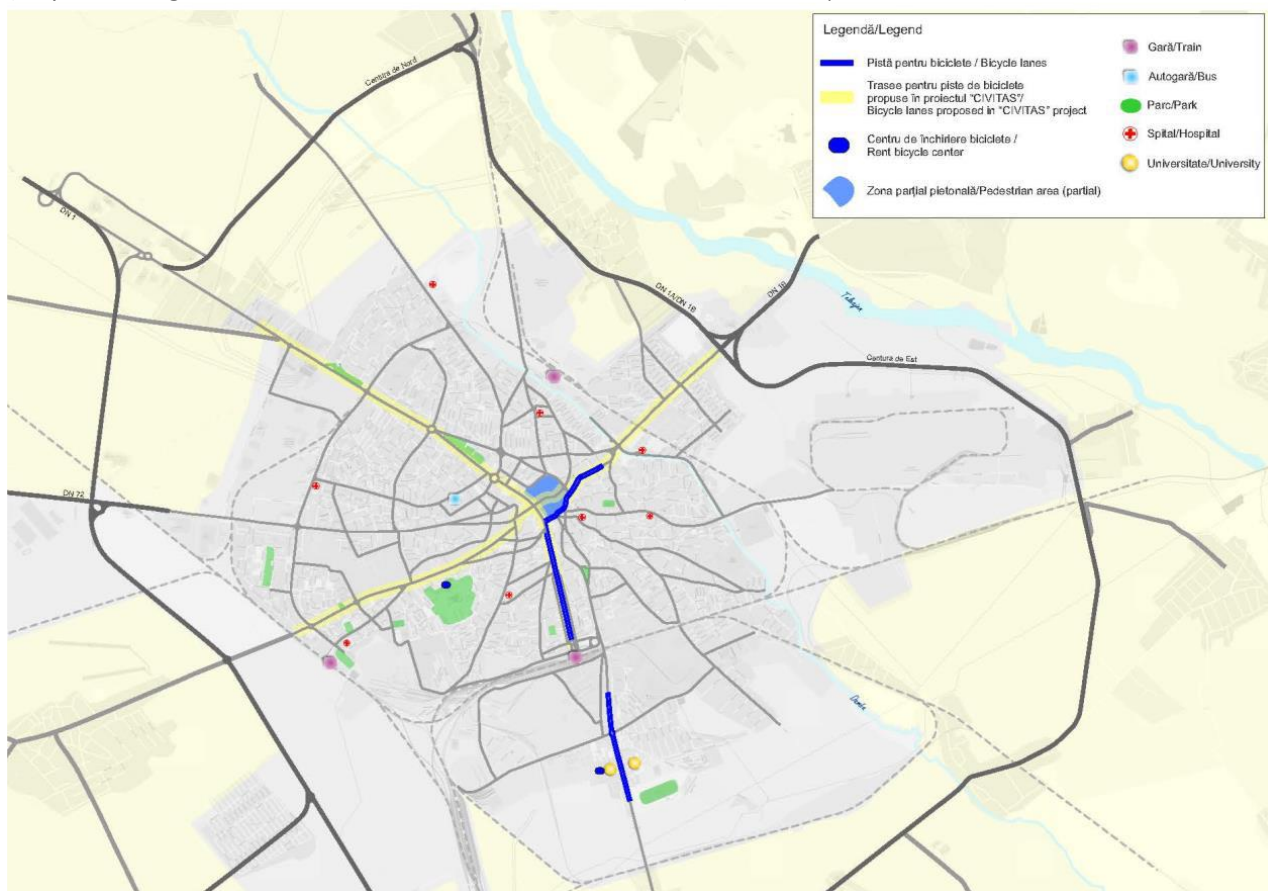 Legendă/Legend
Pistă pentru biciclete / Bicycle lanes
Trasee pentru piste de biciclete
propuse în proiectul "CIVITAS"/
Bicycle lanes proposed in "CIVITAS" project
Centru de închiriere biciclete /
Rent bicycle center
Zona parțial pietonală/Pedestrian area (partial)
Gară/Train
Autogară/Bus
Parc/Park
Spital/Hospital
Universitate/University
Centura de Nord
DN 1
DN 1A/DN 1B
DN 1B
Teleajen
Centura de Est
DN 72
Dambu